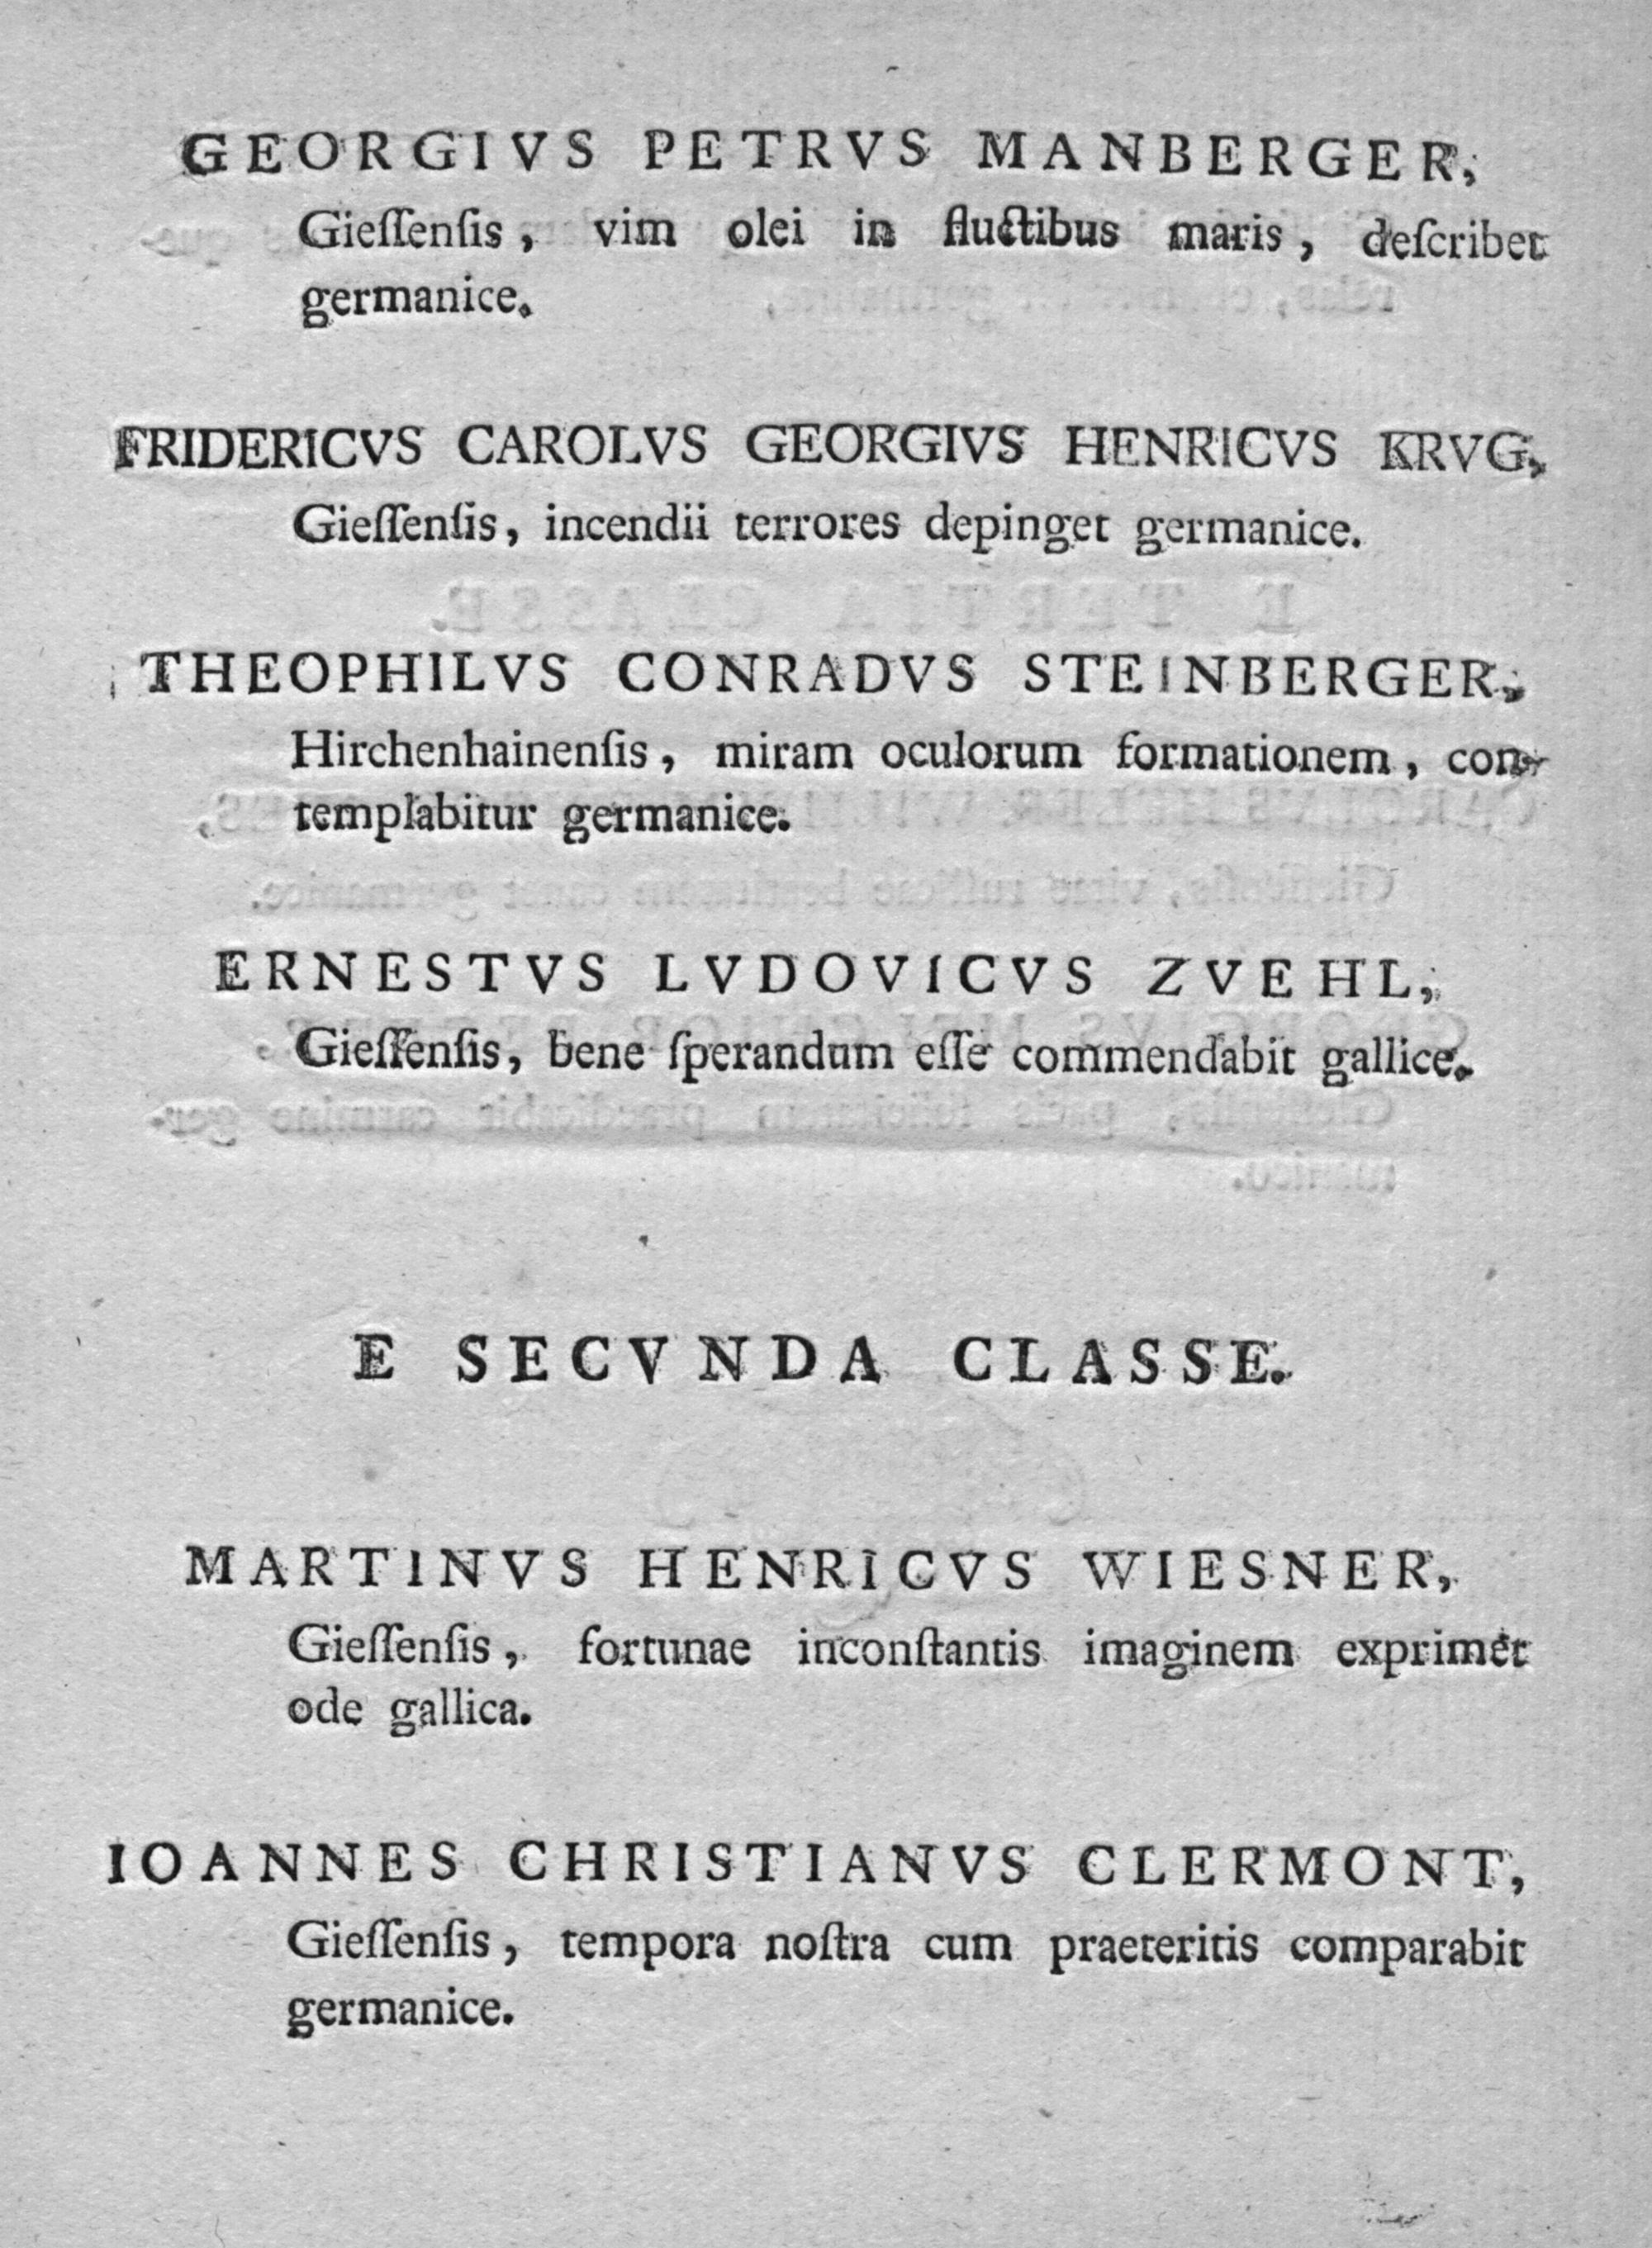 GEORGIVS PETRVS MANBERGER,
Gieſſenſis, vim olei in fluctibus maris, deſcribet
germanice.
FRIDERICVS CAROLVS GEORGIVS HENRICVS KRVG,
Gieſſenſis, incendii terrores depinget germanice.
THEOPHILVS CONRADVS STEINBERGER,
Hirchenhainenſis, miram oculorum formationem, con-
templabitur germanice.
ERNESTVS LVDOVICVS ZVEHL,
Gieſſenſis, bene ſperandum eſſe commendabit gallice.
E SECVNDA CLASSE.
MARTINVS HENRICVS WIESNER,
Gieſſenſis, fortunae inconſtantis imaginem exprimet
ode gallica.
IOANNES CHRISTIANVS CLERMONT,
Gieſſenſis, tempora noſtra cum praeteritis comparabit
germanice.